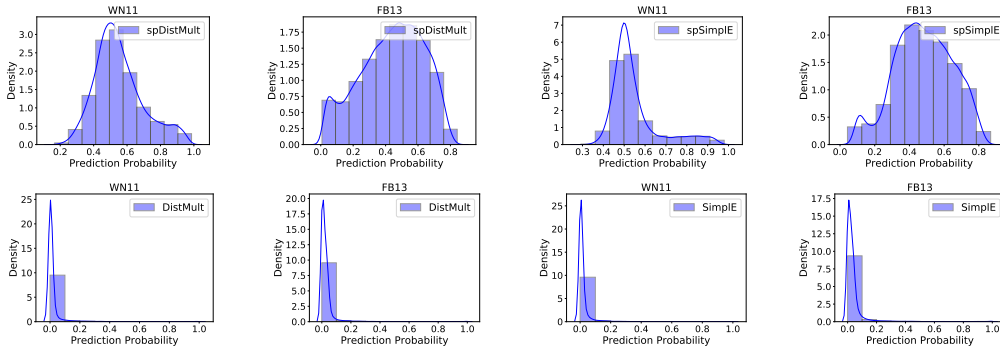 WN11
spDistMult
Density
3.0
2.5
2.0
1.5
1.0
0.5
0.0
0.2 0.4 0.6 0.8 1.0
Prediction Probability
FB13
spDistMult
Density
1.75
1.50
1.25
1.00
0.75
0.50
0.25
0.00
0.0 0.2 0.4 0.6 0.8
Prediction Probability
WN11
spSimplE
Density
7
6
5
4
3
2
1
0
0.3 0.4 0.5 0.6 0.7 0.8 0.9 1.0
Prediction Probability
FB13
spSimplE
Density
2.0
1.5
1.0
0.5
0.0
0.0 0.2 0.4 0.6 0.8
Prediction Probability
WN11
DistMult
Density
25
20
15
10
5
0
0.0 0.2 0.4 0.6 0.8 1.0
Prediction Probability
FB13
DistMult
Density
20.0
17.5
15.0
12.5
10.0
7.5
5.0
2.5
0.0
0.0 0.2 0.4 0.6 0.8 1.0
Prediction Probability
WN11
SimplE
Density
25
20
15
10
5
0
0.0 0.2 0.4 0.6 0.8 1.0
Prediction Probability
FB13
SimplE
Density
17.5
15.0
12.5
10.0
7.5
5.0
2.5
0.0
0.0 0.2 0.4 0.6 0.8 1.0
Prediction Probability